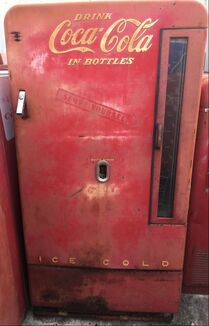 DRINK
Coca-Cola
IN BOTTLES
ICE COLD